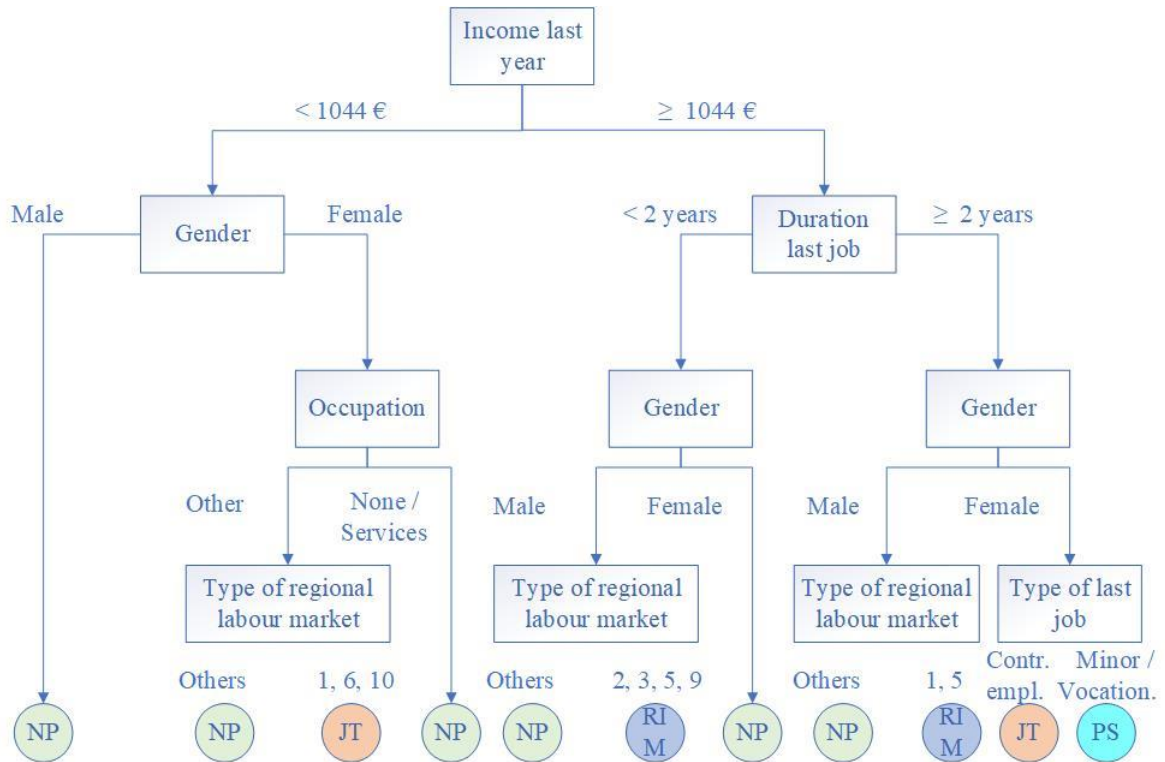 Income last
year
< 1044 €
≥ 1044 €
Male
Gender
Female
< 2 years
Duration
last job
≥ 2 years
Occupation
Gender
Gender
Other
None /
Services
Male
Female
Male
Female
Type of regional
labour market
Type of regional
labour market
Type of regional
labour market
Type of last
job
Others
1, 6, 10
Others
2, 3, 5, 9
Others
1, 5
Contr.
empl.
Minor /
Vocation.
NP
NP
JT
NP
NP
RI
M
NP
NP
RI
M
JT
PS